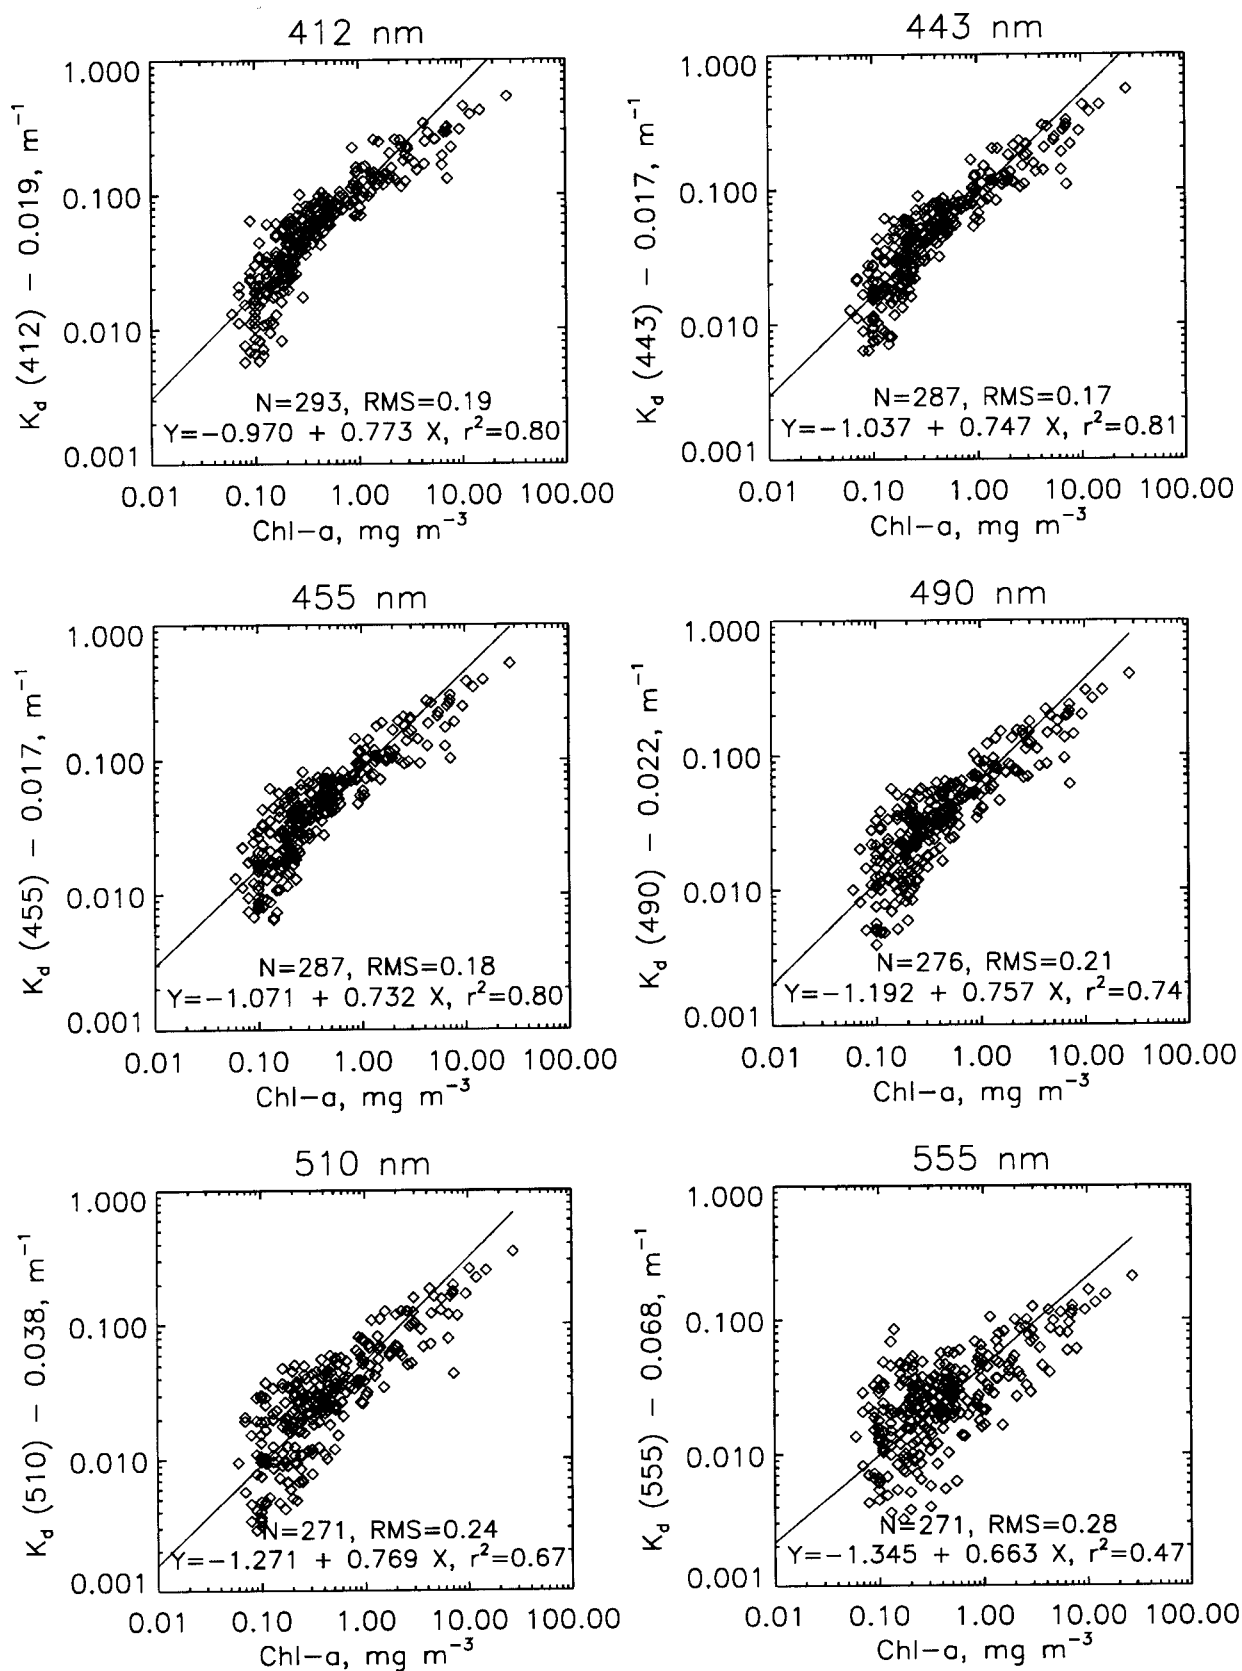 412 nm
K_d (412) − 0.019, m⁻¹
1.000
0.100
0.010
0.001
N=293, RMS=0.19
Y=−0.970 + 0.773 X, r²=0.80
0.01 0.10 1.00 10.00 100.00
Chl−a, mg m⁻³
443 nm
K_d (443) − 0.017, m⁻¹
1.000
0.100
0.010
0.001
N=287, RMS=0.17
Y=−1.037 + 0.747 X, r²=0.81
0.01 0.10 1.00 10.00 100.00
Chl−a, mg m⁻³
455 nm
K_d (455) − 0.017, m⁻¹
1.000
0.100
0.010
0.001
N=287, RMS=0.18
Y=−1.071 + 0.732 X, r²=0.80
0.01 0.10 1.00 10.00 100.00
Chl−a, mg m⁻³
490 nm
K_d (490) − 0.022, m⁻¹
1.000
0.100
0.010
0.001
N=276, RMS=0.21
Y=−1.192 + 0.757 X, r²=0.74
0.01 0.10 1.00 10.00 100.00
Chl−a, mg m⁻³
510 nm
K_d (510) − 0.038, m⁻¹
1.000
0.100
0.010
0.001
N=271, RMS=0.24
Y=−1.271 + 0.769 X, r²=0.67
0.01 0.10 1.00 10.00 100.00
Chl−a, mg m⁻³
555 nm
K_d (555) − 0.068, m⁻¹
1.000
0.100
0.010
0.001
N=271, RMS=0.28
Y=−1.345 + 0.663 X, r²=0.47
0.01 0.10 1.00 10.00 100.00
Chl−a, mg m⁻³